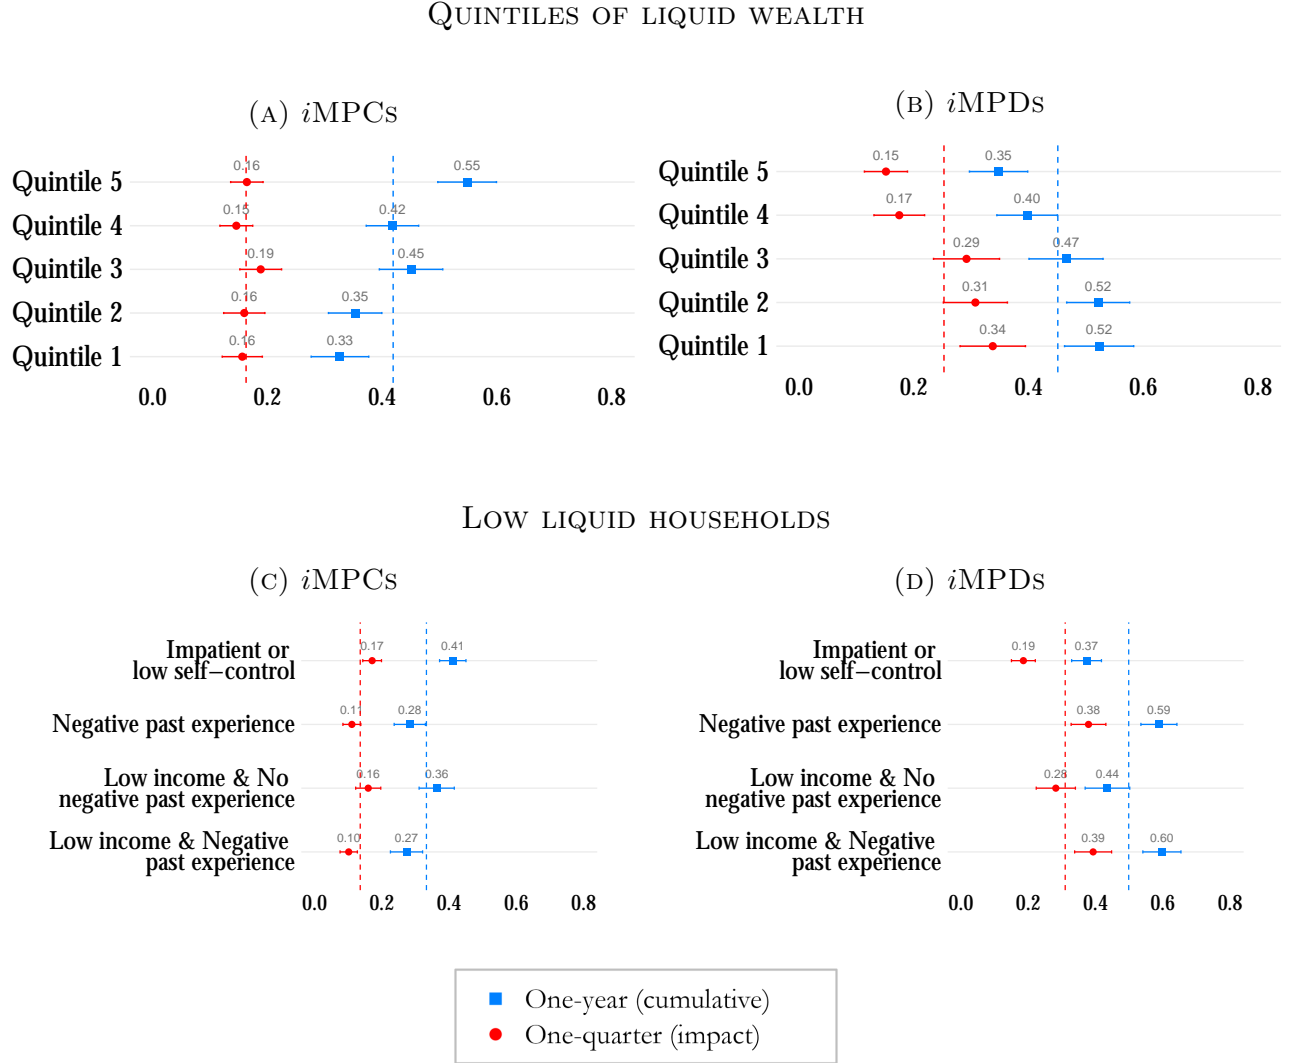 QUINTILES OF LIQUID WEALTH
(A) iMPCs
Quintile 5 0.16 0.55
Quintile 4 0.15 0.42
Quintile 3 0.19 0.45
Quintile 2 0.16 0.35
Quintile 1 0.16 0.33
0.0 0.2 0.4 0.6 0.8
(B) iMPDs
Quintile 5 0.15 0.35
Quintile 4 0.17 0.40
Quintile 3 0.29 0.47
Quintile 2 0.31 0.52
Quintile 1 0.34 0.52
0.0 0.2 0.4 0.6 0.8
LOW LIQUID HOUSEHOLDS
(C) iMPCs
Impatient or
low self−control
0.17 0.41
Negative past experience
0.11 0.28
Low income & No
negative past experience
0.16 0.36
Low income & Negative
past experience
0.10 0.27
0.0 0.2 0.4 0.6 0.8
(D) iMPDs
Impatient or
low self−control
0.19 0.37
Negative past experience
0.38 0.59
Low income & No
negative past experience
0.28 0.44
Low income & Negative
past experience
0.39 0.60
0.0 0.2 0.4 0.6 0.8
One-year (cumulative)
One-quarter (impact)